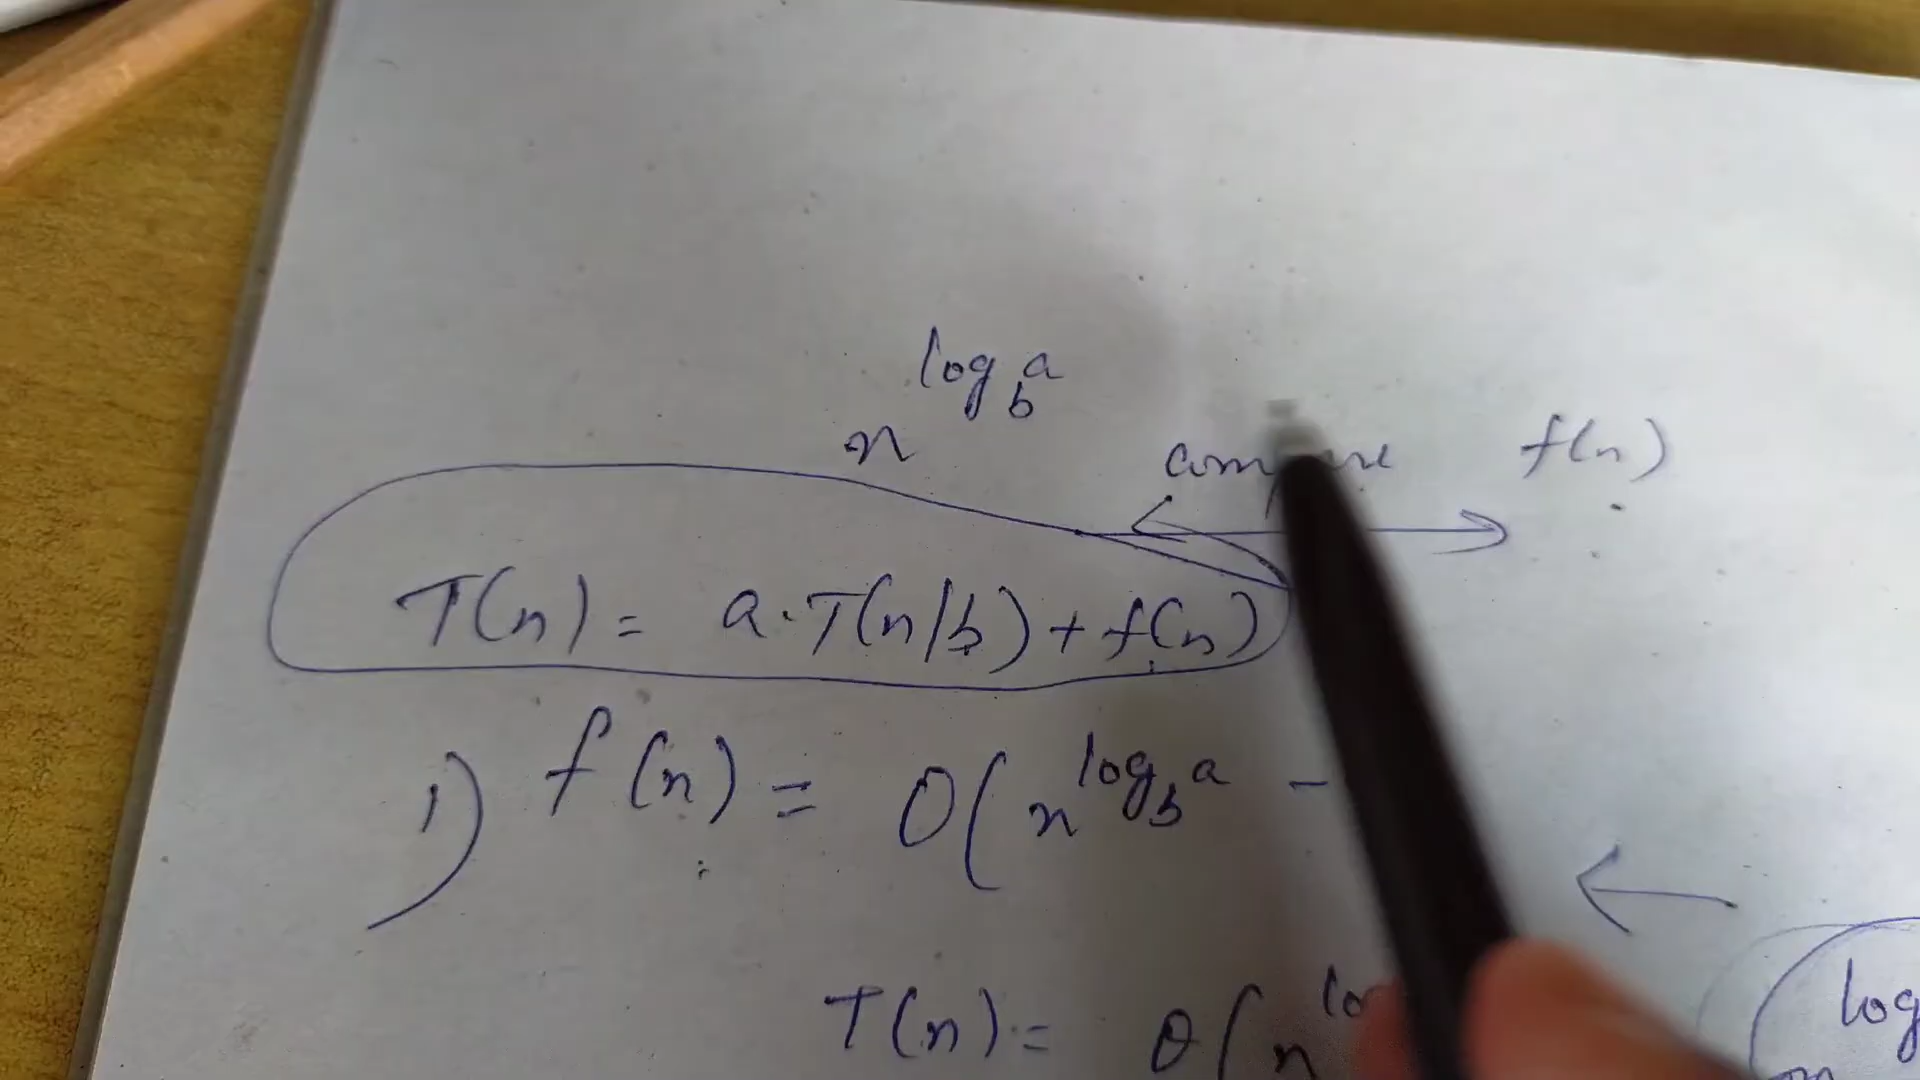 n^log_b a compare f(n)
T(n) = a.T(n/b) + f(n)
1) f(n) = O(n^log_b a -
T(n) = θ(n
log